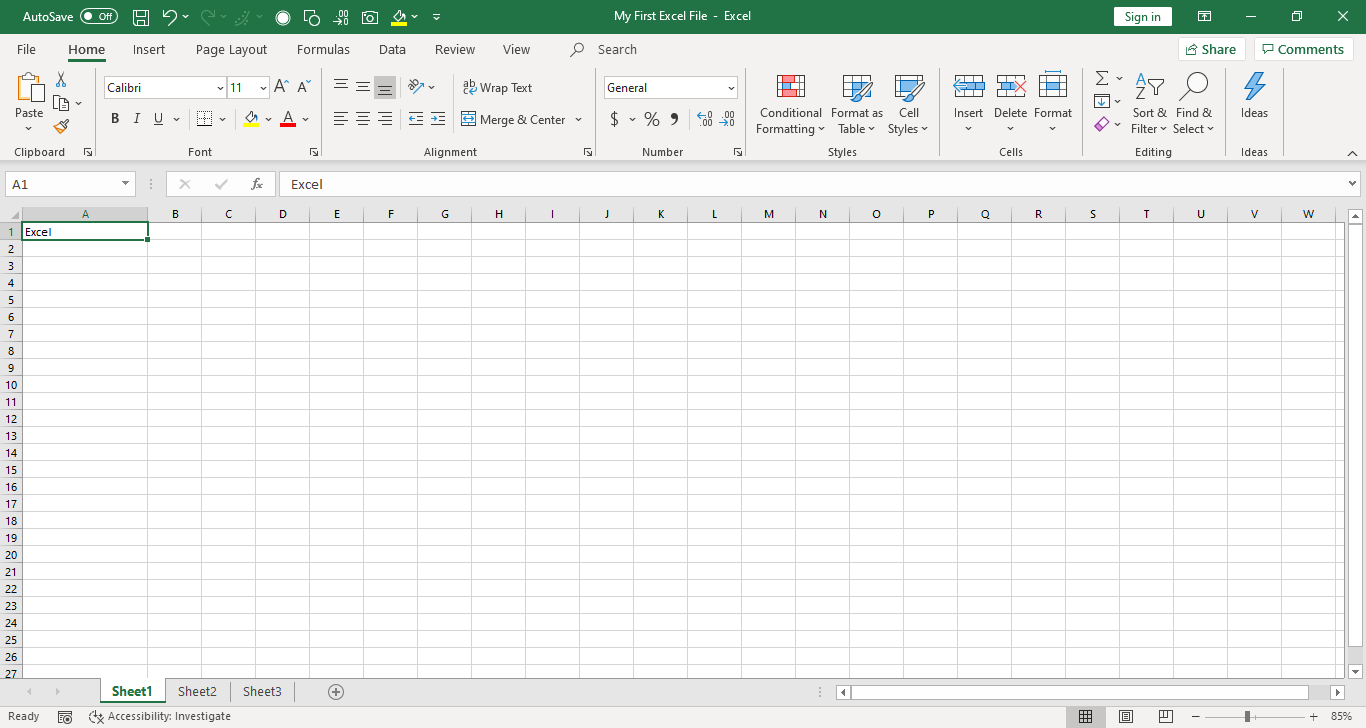 AutoSave Off My First Excel File - Excel Sign in
File Home Insert Page Layout Formulas Data Review View Search Share Comments
Calibri 11 Wrap Text General
Paste B I U Merge & Center $ % Conditional Formatting Format as Table Cell Styles Insert Delete Format Sort & Filter Find & Select Ideas
Clipboard Font Alignment Number Styles Cells Editing Ideas
A1 fx Excel
A B C D E F G H I J K L M N O P Q R S T U V W
1 Excel
2
3
4
5
6
7
8
9
10
11
12
13
14
15
16
17
18
19
20
21
22
23
24
25
26
27
Sheet1 Sheet2 Sheet3
Ready Accessibility: Investigate 85%